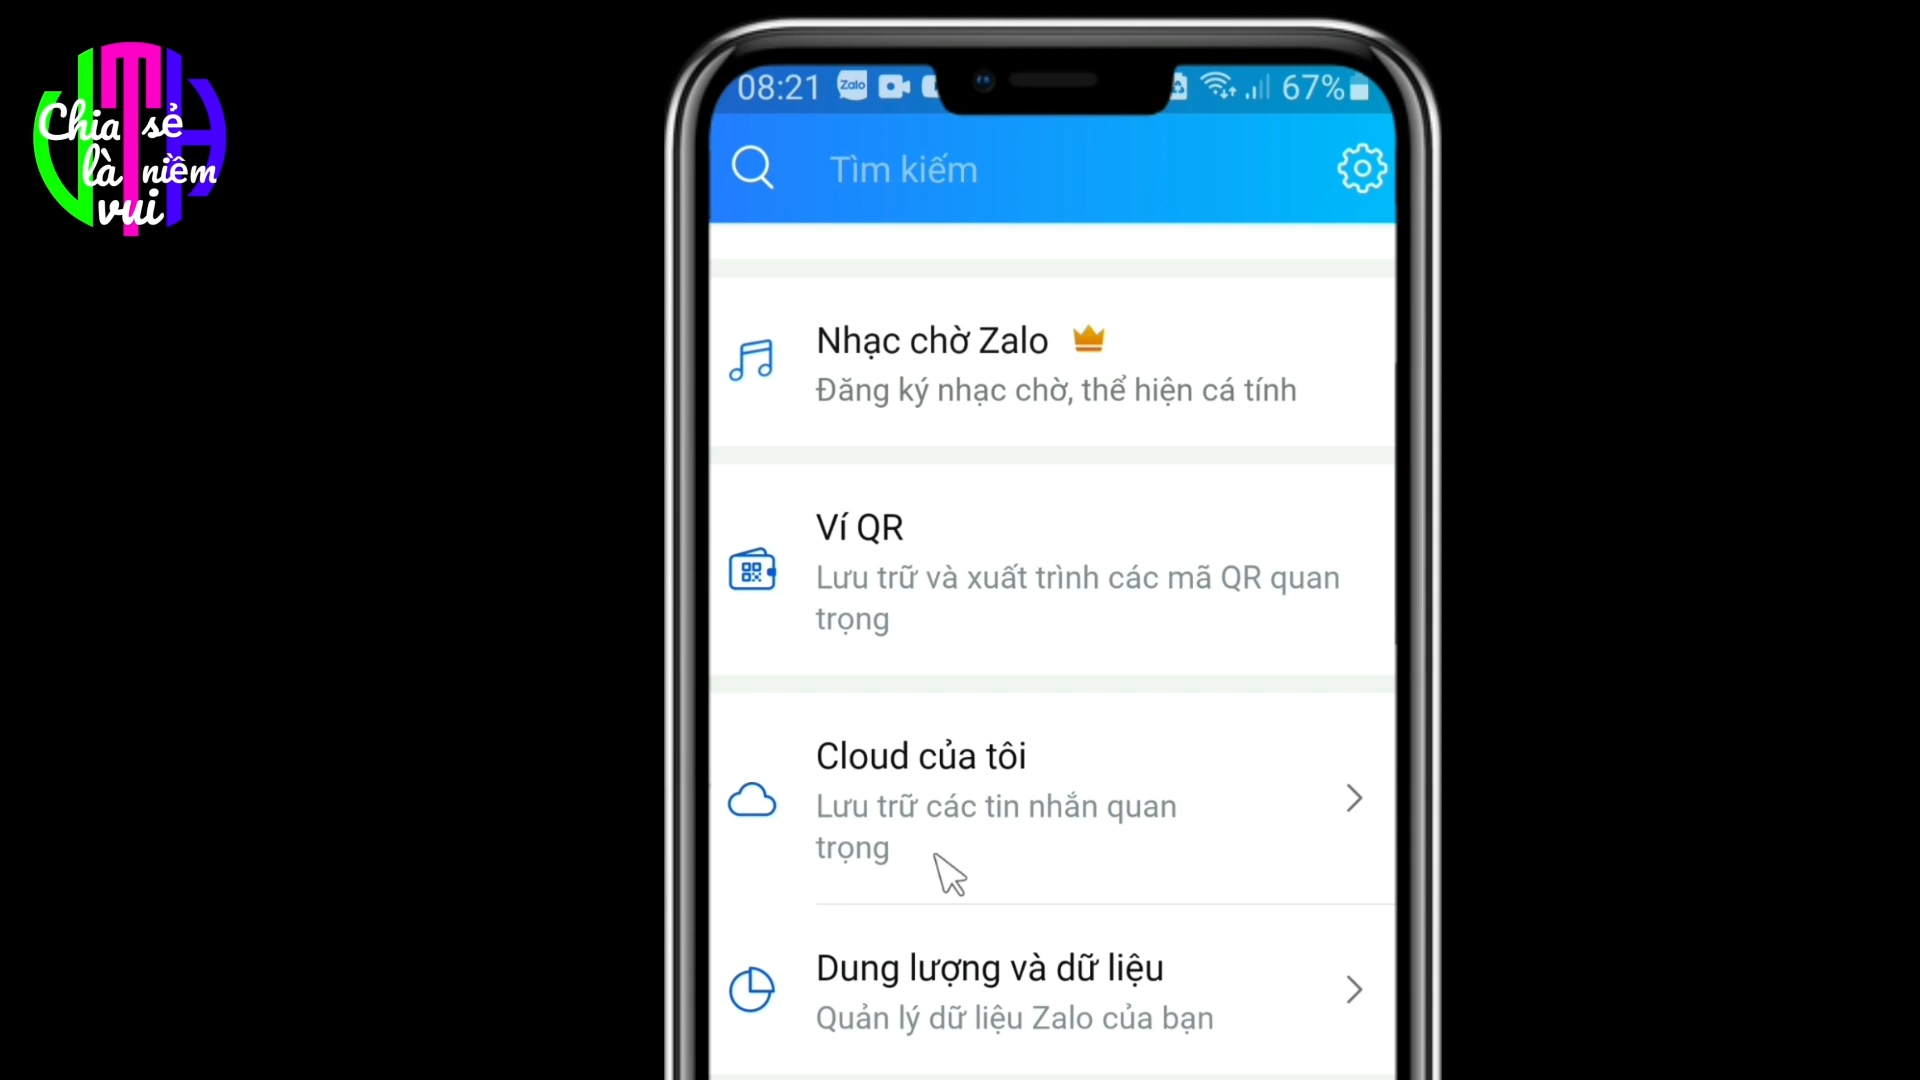 Chia sẻ
là niềm
vui
08:21 Zalo 67%
Tìm kiếm
Nhạc chờ Zalo
Đăng ký nhạc chờ, thể hiện cá tính
Ví QR
Lưu trữ và xuất trình các mã QR quan
trọng
Cloud của tôi
Lưu trữ các tin nhắn quan
trọng
Dung lượng và dữ liệu
Quản lý dữ liệu Zalo của bạn